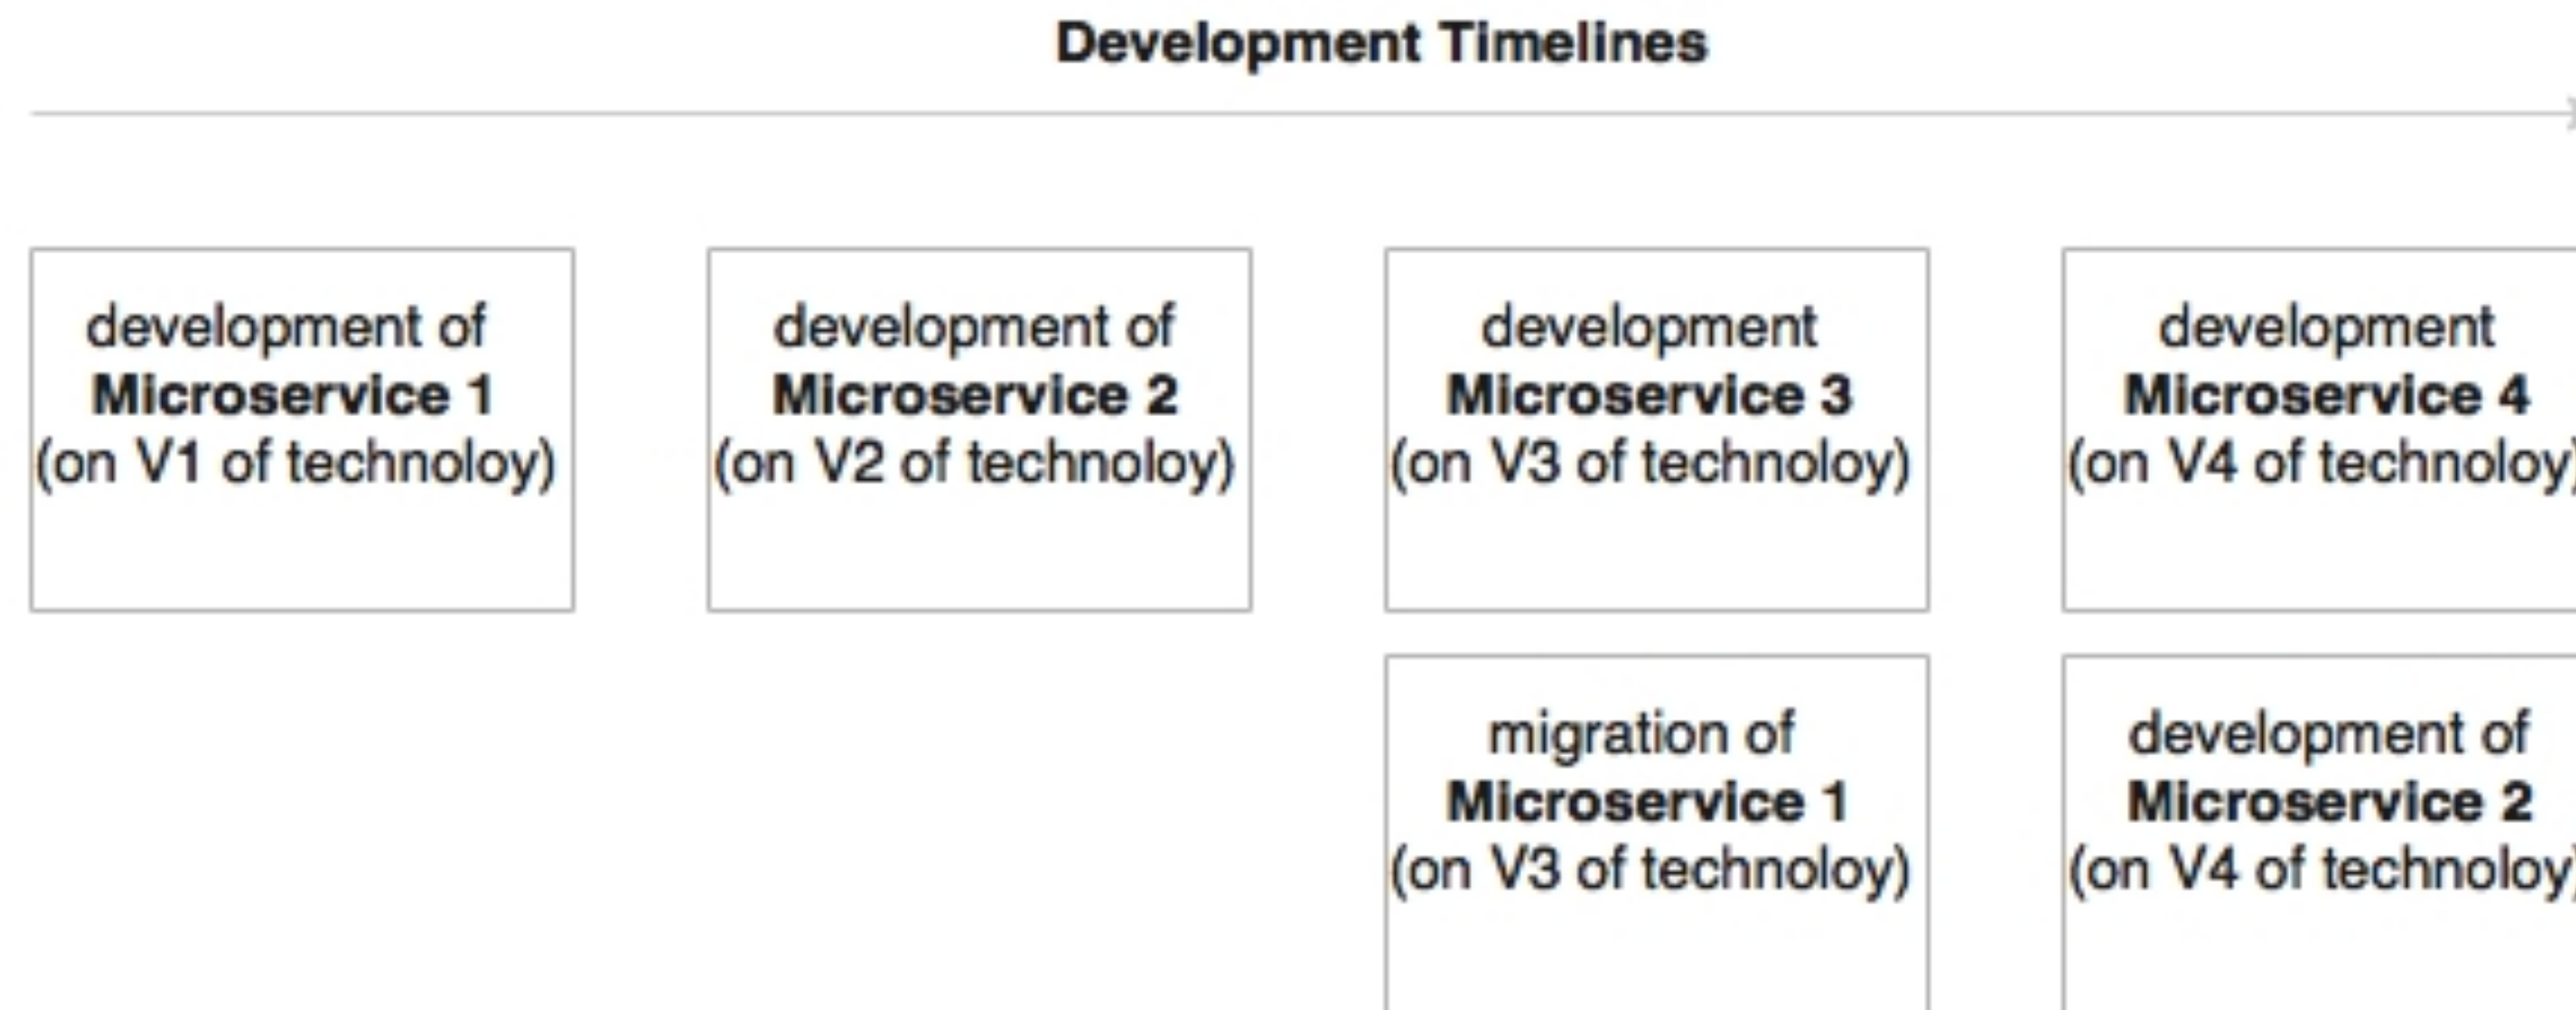 Development Timelines
development of
Microservice 1
(on V1 of technoloy)
development of
Microservice 2
(on V2 of technoloy)
development
Microservice 3
(on V3 of technoloy)
development
Microservice 4
(on V4 of technoloy)
migration of
Microservice 1
(on V3 of technoloy)
development of
Microservice 2
(on V4 of technoloy)